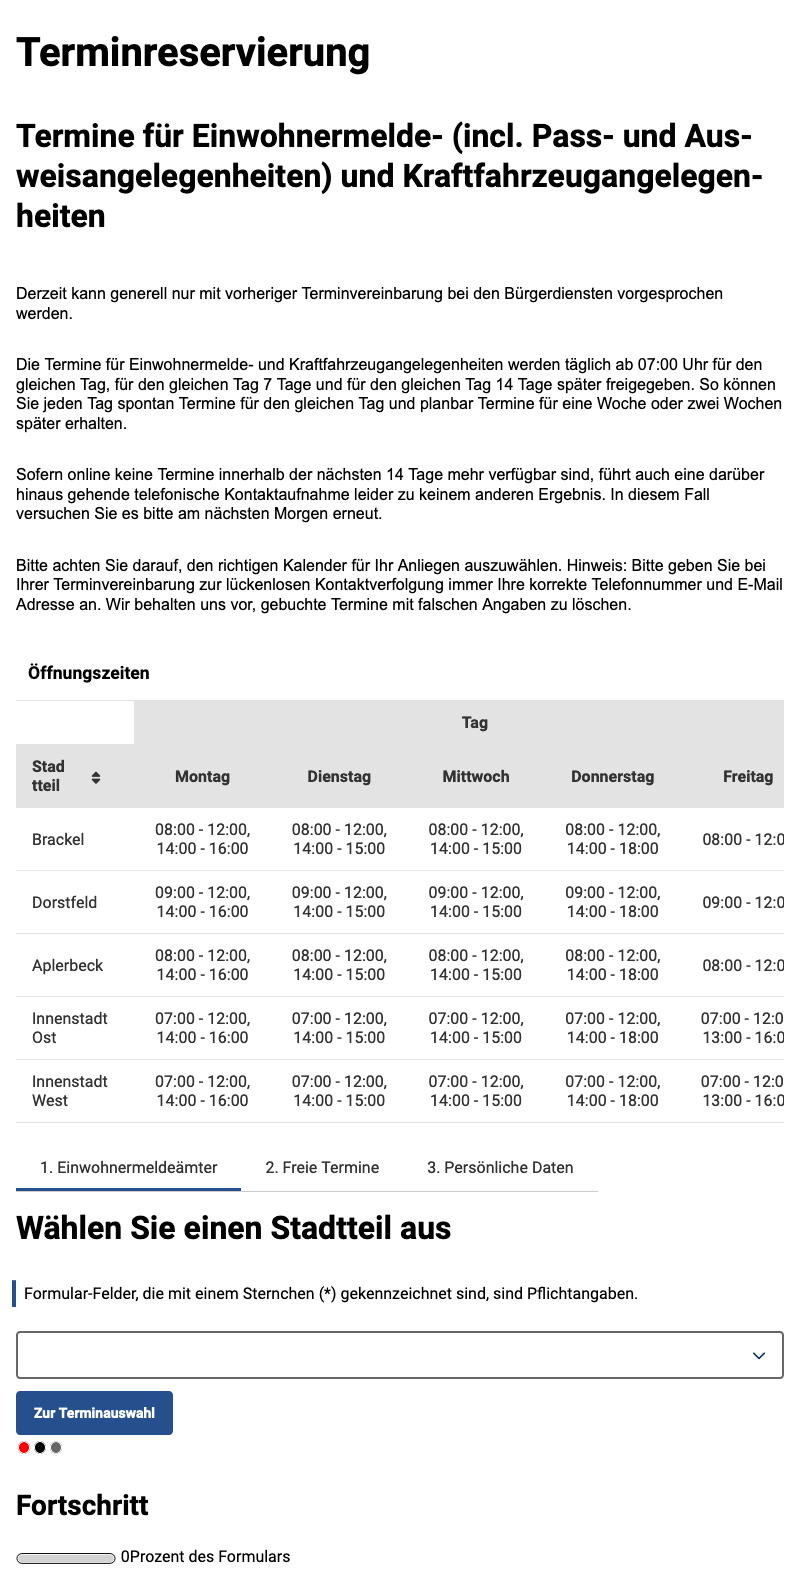 Terminreservierung
Termine für Einwohnermelde- (incl. Pass- und Aus-
weisangelegenheiten) und Kraftfahrzeugangelegen-
heiten
Derzeit kann generell nur mit vorheriger Terminvereinbarung bei den Bürgerdiensten vorgesprochen
werden.
Die Termine für Einwohnermelde- und Kraftfahrzeugangelegenheiten werden täglich ab 07:00 Uhr für den
gleichen Tag, für den gleichen Tag 7 Tage und für den gleichen Tag 14 Tage später freigegeben. So können
Sie jeden Tag spontan Termine für den gleichen Tag und planbar Termine für eine Woche oder zwei Wochen
später erhalten.
Sofern online keine Termine innerhalb der nächsten 14 Tage mehr verfügbar sind, führt auch eine darüber
hinaus gehende telefonische Kontaktaufnahme leider zu keinem anderen Ergebnis. In diesem Fall
versuchen Sie es bitte am nächsten Morgen erneut.
Bitte achten Sie darauf, den richtigen Kalender für Ihr Anliegen auszuwählen. Hinweis: Bitte geben Sie bei
Ihrer Terminvereinbarung zur lückenlosen Kontaktverfolgung immer Ihre korrekte Telefonnummer und E-Mail
Adresse an. Wir behalten uns vor, gebuchte Termine mit falschen Angaben zu löschen.
Öffnungszeiten
Tag
Stad
tteil Montag Dienstag Mittwoch Donnerstag Freitag
Brackel 08:00 - 12:00, 08:00 - 12:00, 08:00 - 12:00, 08:00 - 12:00, 08:00 - 12:0
14:00 - 16:00 14:00 - 15:00 14:00 - 15:00 14:00 - 18:00
Dorstfeld 09:00 - 12:00, 09:00 - 12:00, 09:00 - 12:00, 09:00 - 12:00, 09:00 - 12:0
14:00 - 16:00 14:00 - 15:00 14:00 - 15:00 14:00 - 18:00
Aplerbeck 08:00 - 12:00, 08:00 - 12:00, 08:00 - 12:00, 08:00 - 12:00, 08:00 - 12:0
14:00 - 16:00 14:00 - 15:00 14:00 - 15:00 14:00 - 18:00
Innenstadt 07:00 - 12:00, 07:00 - 12:00, 07:00 - 12:00, 07:00 - 12:00, 07:00 - 12:0
Ost 14:00 - 16:00 14:00 - 15:00 14:00 - 15:00 14:00 - 18:00 13:00 - 16:0
Innenstadt 07:00 - 12:00, 07:00 - 12:00, 07:00 - 12:00, 07:00 - 12:00, 07:00 - 12:0
West 14:00 - 16:00 14:00 - 15:00 14:00 - 15:00 14:00 - 18:00 13:00 - 16:0
1. Einwohnermeldeämter 2. Freie Termine 3. Persönliche Daten
Wählen Sie einen Stadtteil aus
Formular-Felder, die mit einem Sternchen (*) gekennzeichnet sind, sind Pflichtangaben.
Zur Terminauswahl
Fortschritt
0Prozent des Formulars